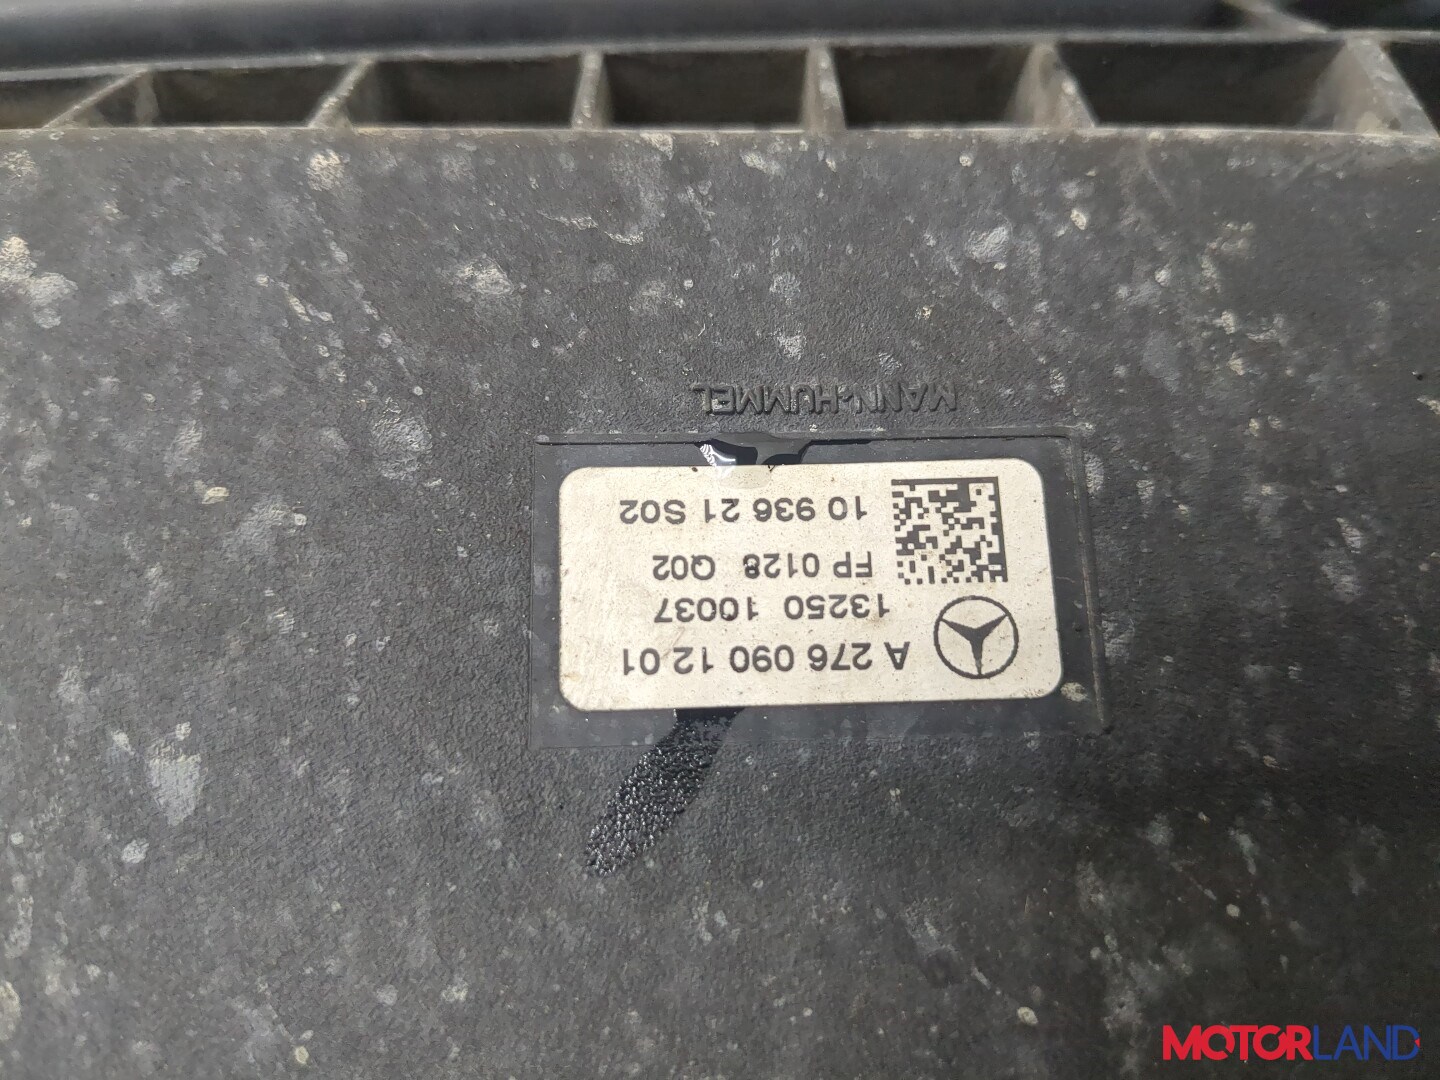 A 276 090 12 01
13250 10037
FP 0128 Q02
10 936 21 S02
MANN+HUMMEL
MOTORLAND